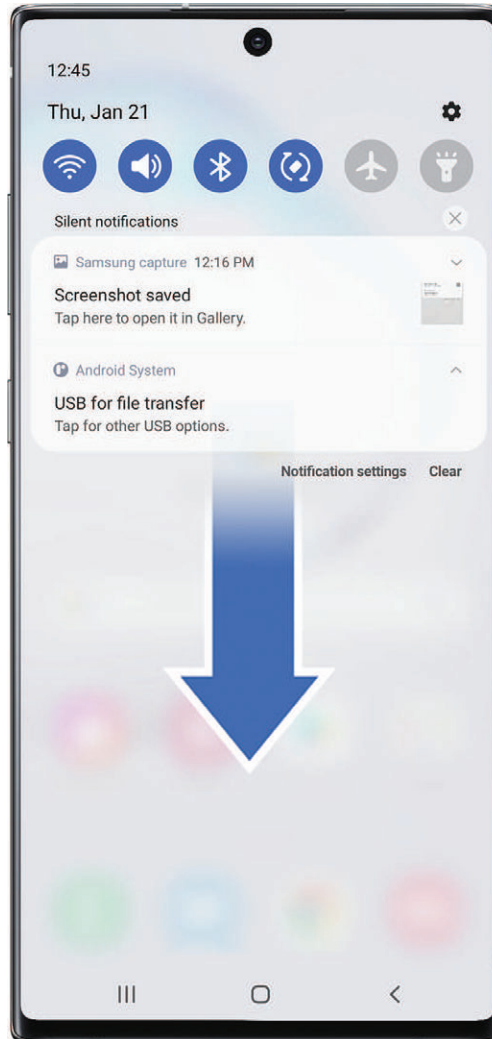 12:45
Thu, Jan 21
Silent notifications
Samsung capture 12:16 PM
Screenshot saved
Tap here to open it in Gallery.
Android System
USB for file transfer
Tap for other USB options.
Notification settings Clear